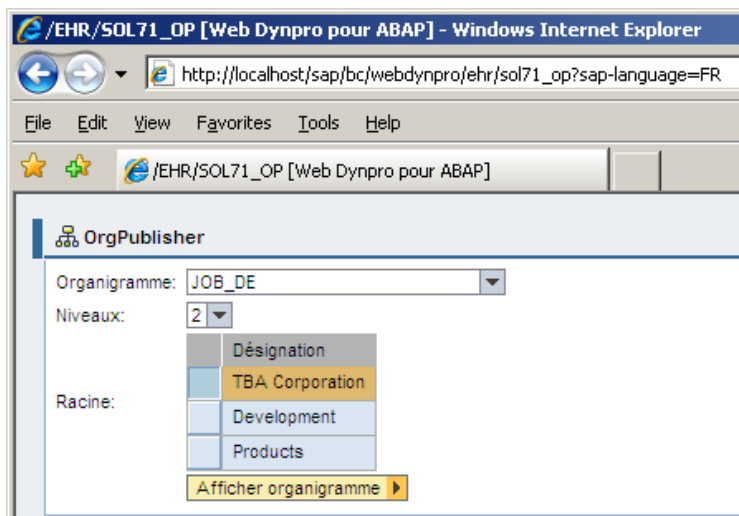 /EHR/SOL71_OP [Web Dynpro pour ABAP] - Windows Internet Explorer
http://localhost/sap/bc/webdynpro/ehr/sol71_op?sap-language=FR
File Edit View Favorites Tools Help
/EHR/SOL71_OP [Web Dynpro pour ABAP]
OrgPublisher
Organigramme: JOB_DE
Niveaux: 2
Désignation
TBA Corporation
Racine:
Development
Products
Afficher organigramme